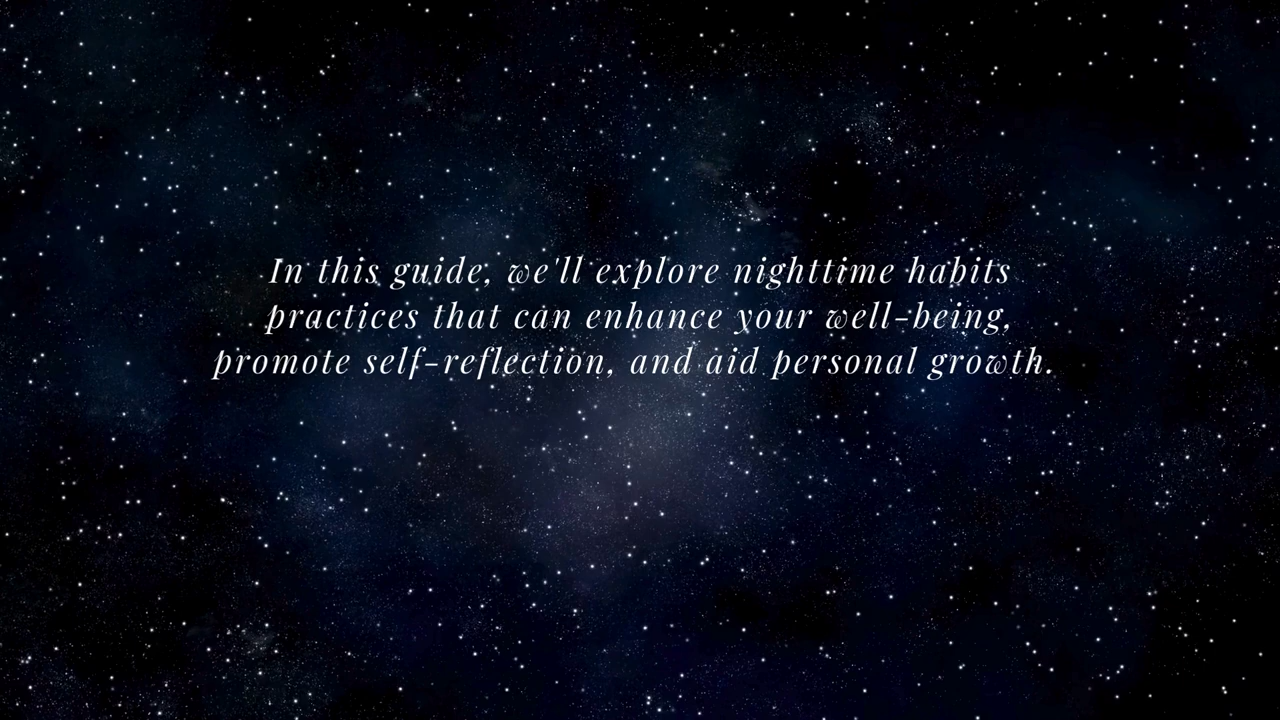 In this guide, we'll explore nighttime habits
practices that can enhance your well-being,
promote self-reflection, and aid personal growth.